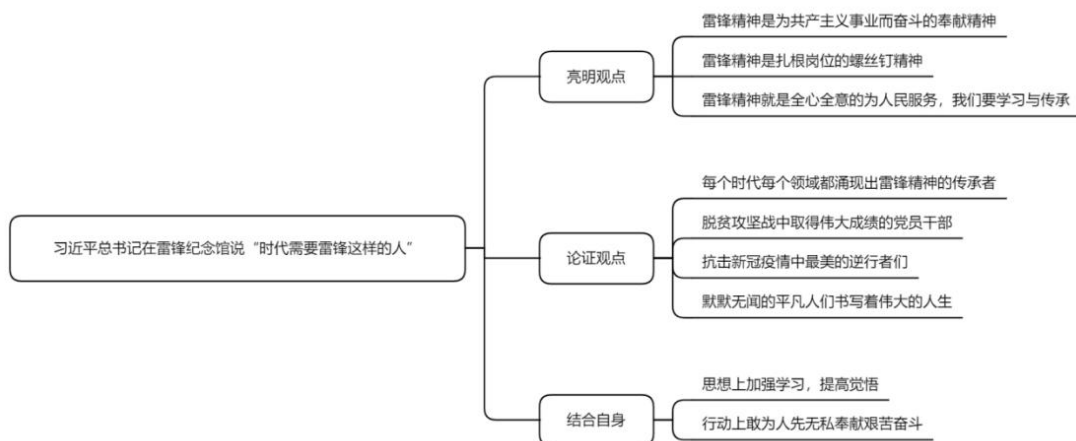 习近平总书记在雷锋纪念馆说“时代需要雷锋这样的人”
亮明观点
雷锋精神是为共产主义事业而奋斗的奉献精神
雷锋精神是扎根岗位的螺丝钉精神
雷锋精神就是全心全意的为人民服务，我们要学习与传承
论证观点
每个时代每个领域都涌现出雷锋精神的传承者
脱贫攻坚战中取得伟大成绩的党员干部
抗击新冠疫情中最美的逆行者们
默默无闻的平凡人们书写着伟大的人生
结合自身
思想上加强学习，提高觉悟
行动上敢为人先无私奉献艰苦奋斗